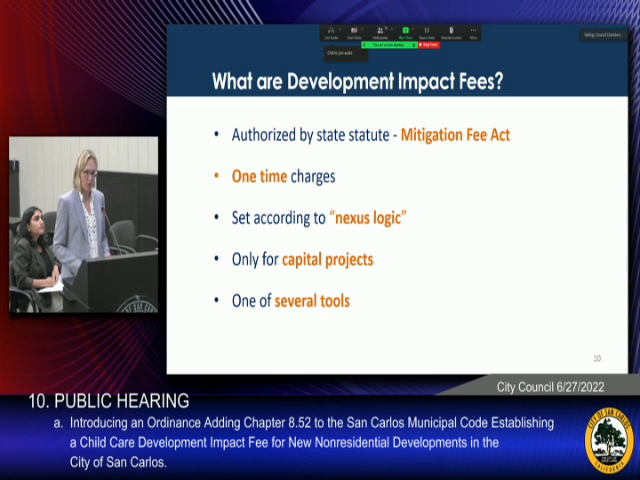 What are Development Impact Fees?
• Authorized by state statute - Mitigation Fee Act
• One time charges
• Set according to "nexus logic"
• Only for capital projects
• One of several tools
10
City Council 6/27/2022
10. PUBLIC HEARING
a. Introducing an Ordinance Adding Chapter 8.52 to the San Carlos Municipal Code Establishing
a Child Care Development Impact Fee for New Nonresidential Developments in the
City of San Carlos.